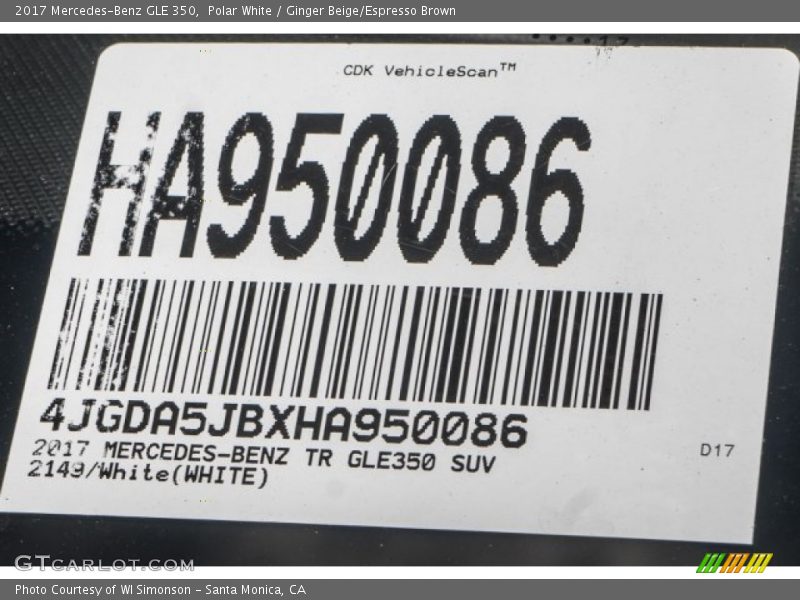 2017 Mercedes-Benz GLE 350,  Polar White / Ginger Beige/Espresso Brown
CDK VehicleScan™
HA950086
4JGDA5JBXHA950086
2017 MERCEDES-BENZ TR GLE350 SUV
2149/White(WHITE)
D17
GTCARLOT.COM
Photo Courtesy of WI Simonson - Santa Monica, CA